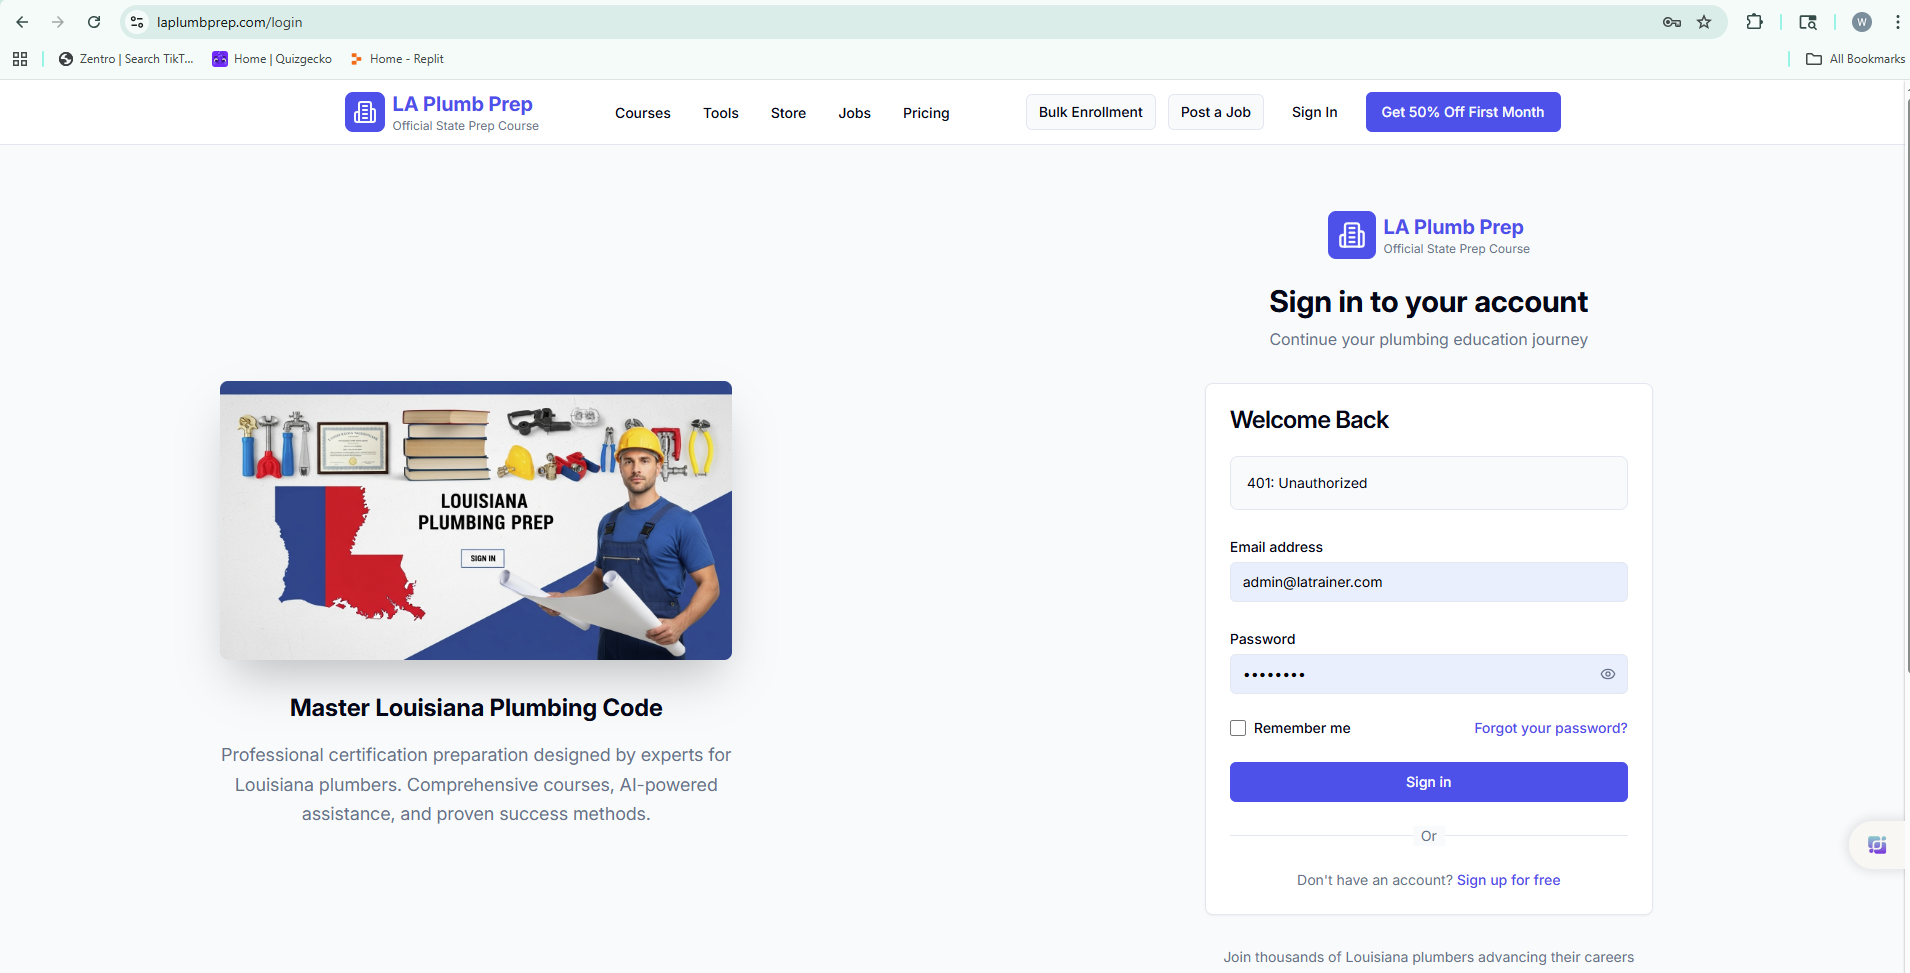 laplumbprep.com/login
W
Zentro | Search TikT...
Home | Quizgecko
Home - Replit
All Bookmarks
LA Plumb Prep
Official State Prep Course
Courses
Tools
Store
Jobs
Pricing
Bulk Enrollment
Post a Job
Sign In
Get 50% Off First Month
LA Plumb Prep
Official State Prep Course
Sign in to your account
Continue your plumbing education journey
LOUISIANA
PLUMBING PREP
SIGN IN
Master Louisiana Plumbing Code
Professional certification preparation designed by experts for
Louisiana plumbers. Comprehensive courses, AI-powered
assistance, and proven success methods.
Welcome Back
401: Unauthorized
Email address
admin@latrainer.com
Password
••••••••
Remember me
Forgot your password?
Sign in
Or
Don't have an account? Sign up for free
Join thousands of Louisiana plumbers advancing their careers